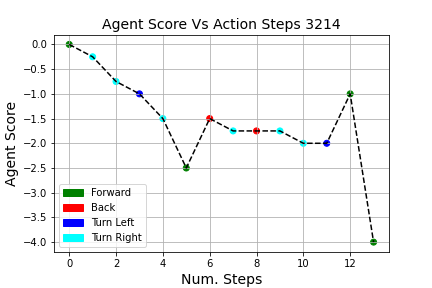 Agent Score Vs Action Steps 3214
Agent Score
0.0
−0.5
−1.0
−1.5
−2.0
−2.5
−3.0
−3.5
−4.0
Forward
Back
Turn Left
Turn Right
0 2 4 6 8 10 12
Num. Steps